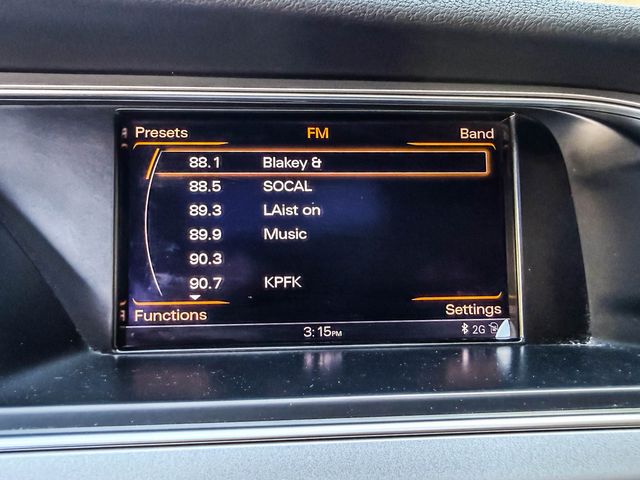 Presets FM Band
88.1 Blakey &
88.5 SOCAL
89.3 LAist on
89.9 Music
90.3
90.7 KPFK
Functions Settings
3:15PM 2G